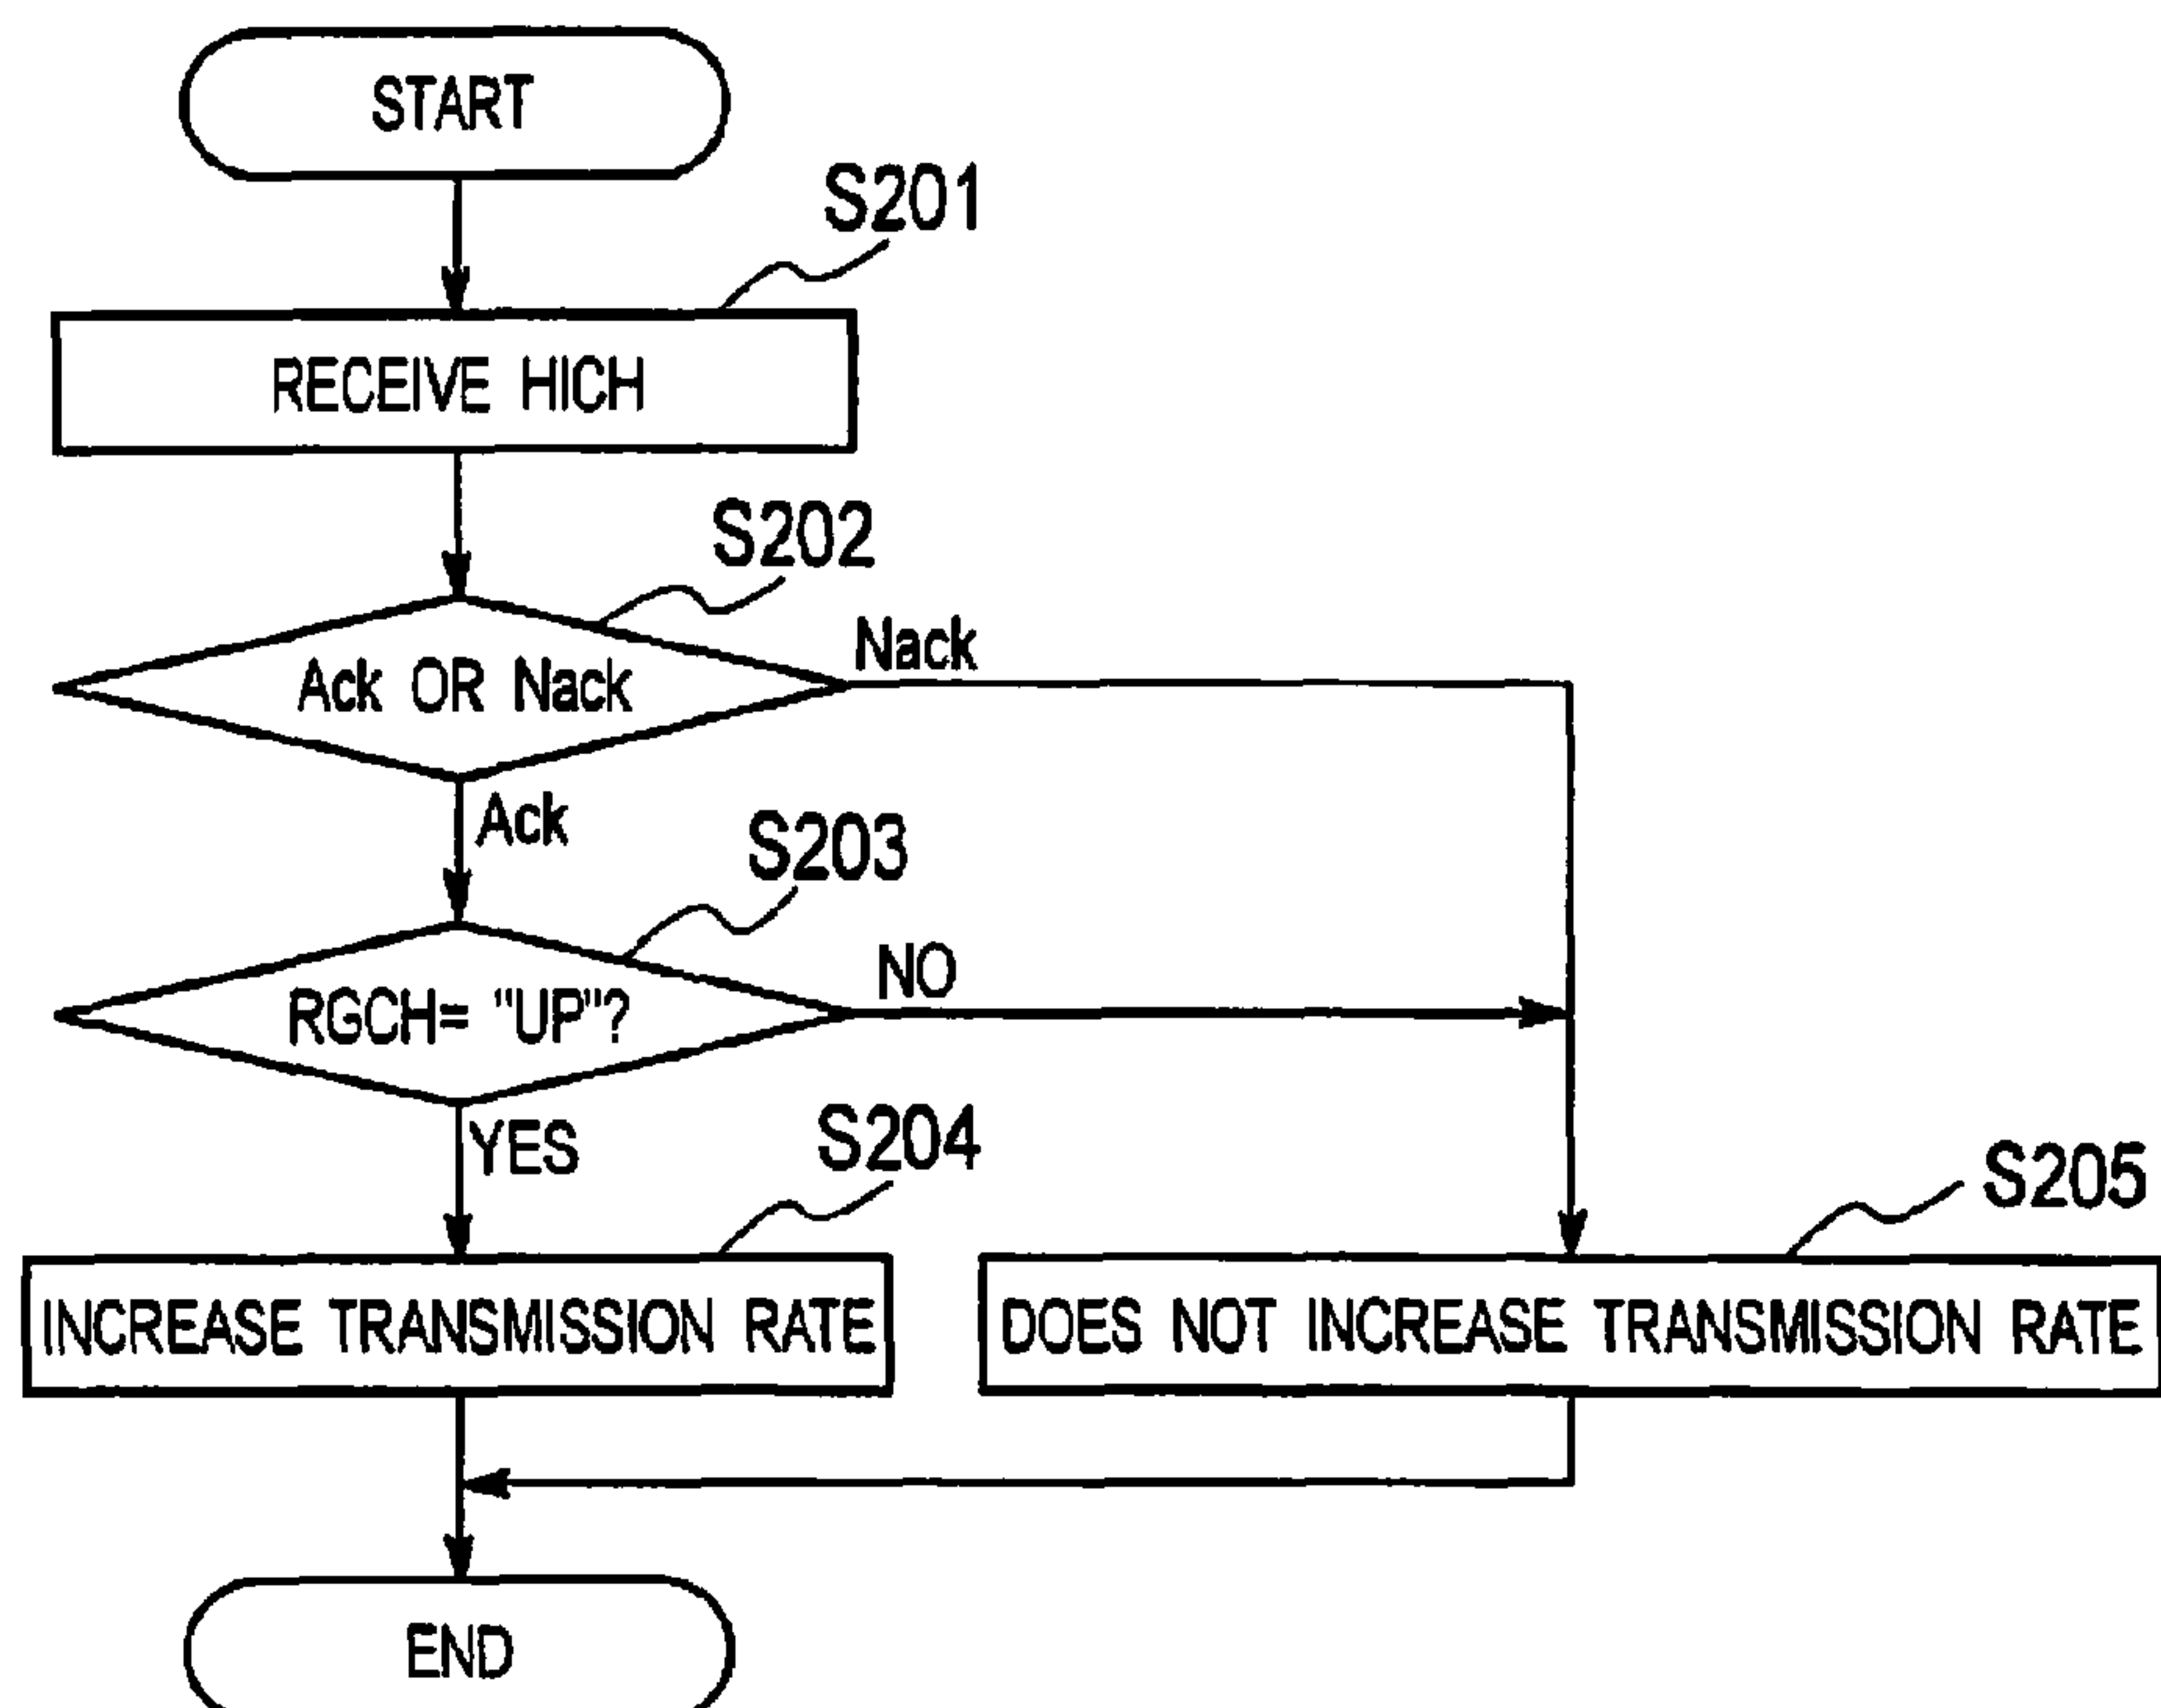 START
S201
RECEIVE HICH
S202
Nack
Ack OR Nack
Ack
S203
NO
RGCH= "UP"?
YES
S204
S205
INCREASE TRANSMISSION RATE
DOES NOT INCREASE TRANSMISSION RATE
END